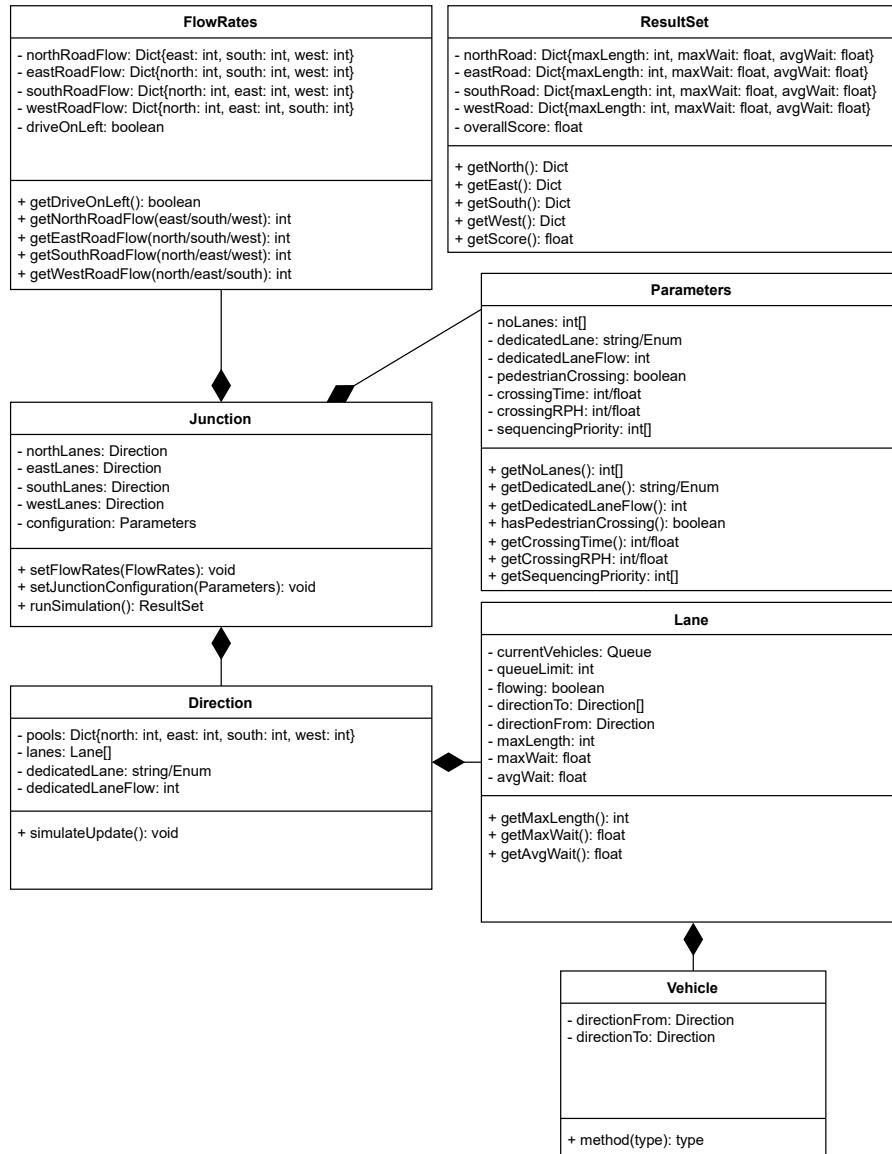 FlowRates
- northRoadFlow: Dict{east: int, south: int, west: int}
- eastRoadFlow: Dict{north: int, south: int, west: int}
- southRoadFlow: Dict{north: int, east: int, west: int}
- westRoadFlow: Dict{north: int, east: int, south: int}
- driveOnLeft: boolean
+ getDriveOnLeft(): boolean
+ getNorthRoadFlow(east/south/west): int
+ getEastRoadFlow(north/south/west): int
+ getSouthRoadFlow(north/east/west): int
+ getWestRoadFlow(north/east/south): int
ResultSet
- northRoad: Dict{maxLength: int, maxWait: float, avgWait: float}
- eastRoad: Dict{maxLength: int, maxWait: float, avgWait: float}
- southRoad: Dict{maxLength: int, maxWait: float, avgWait: float}
- westRoad: Dict{maxLength: int, maxWait: float, avgWait: float}
- overallScore: float
+ getNorth(): Dict
+ getEast(): Dict
+ getSouth(): Dict
+ getWest(): Dict
+ getScore(): float
Parameters
- noLanes: int[]
- dedicatedLane: string/Enum
- dedicatedLaneFlow: int
- pedestrianCrossing: boolean
- crossingTime: int/float
- crossingRPH: int/float
- sequencingPriority: int[]
+ getNoLanes(): int[]
+ getDedicatedLane(): string/Enum
+ getDedicatedLaneFlow(): int
+ hasPedestrianCrossing(): boolean
+ getCrossingTime(): int/float
+ getCrossingRPH: int/float
+ getSequencingPriority: int[]
Junction
- northLanes: Direction
- eastLanes: Direction
- southLanes: Direction
- westLanes: Direction
- configuration: Parameters
+ setFlowRates(FlowRates): void
+ setJunctionConfiguration(Parameters): void
+ runSimulation(): ResultSet
Direction
- pools: Dict{north: int, east: int, south: int, west: int}
- lanes: Lane[]
- dedicatedLane: string/Enum
- dedicatedLaneFlow: int
+ simulateUpdate(): void
Lane
- currentVehicles: Queue
- queueLimit: int
- flowing: boolean
- directionTo: Direction[]
- directionFrom: Direction
- maxLength: int
- maxWait: float
- avgWait: float
+ getMaxLength(): int
+ getMaxWait(): float
+ getAvgWait(): float
Vehicle
- directionFrom: Direction
- directionTo: Direction
+ method(type): type